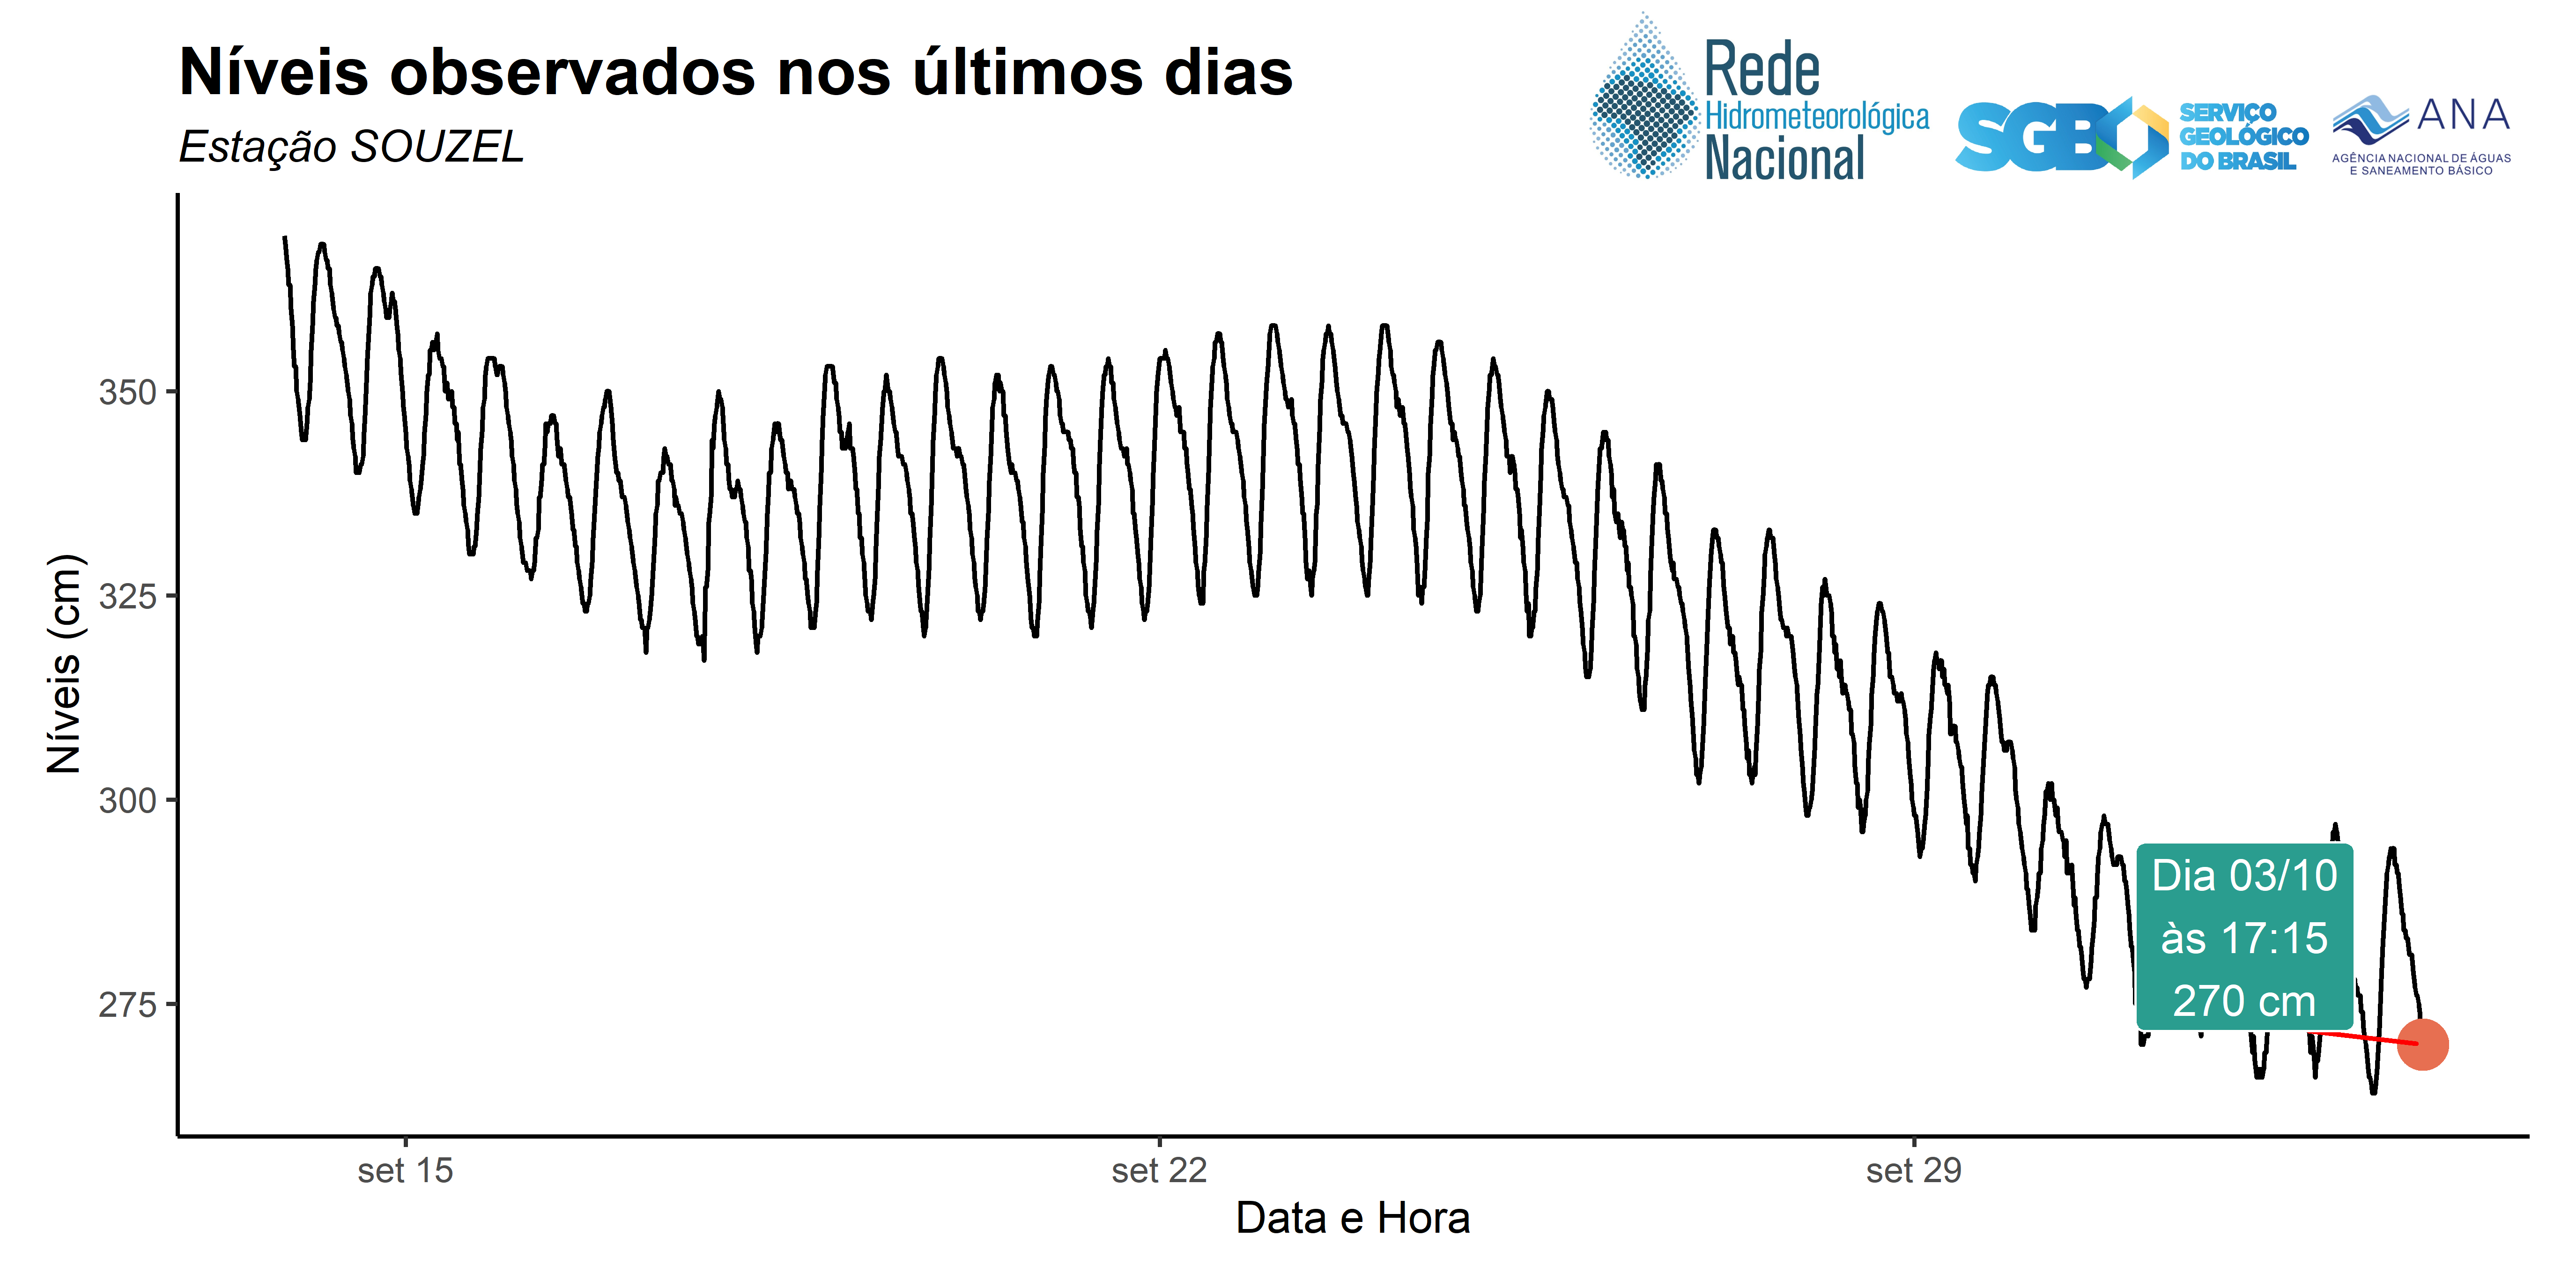 Níveis observados nos últimos dias
Estação SOUZEL
Rede
Hidrometeorológica
Nacional
SGB
SERVIÇO
GEOLÓGICO
DO BRASIL
ANA
AGÊNCIA NACIONAL DE ÁGUAS
E SANEAMENTO BÁSICO
Níveis (cm)
350
325
300
275
Dia 03/10
às 17:15
270 cm
set 15
set 22
set 29
Data e Hora